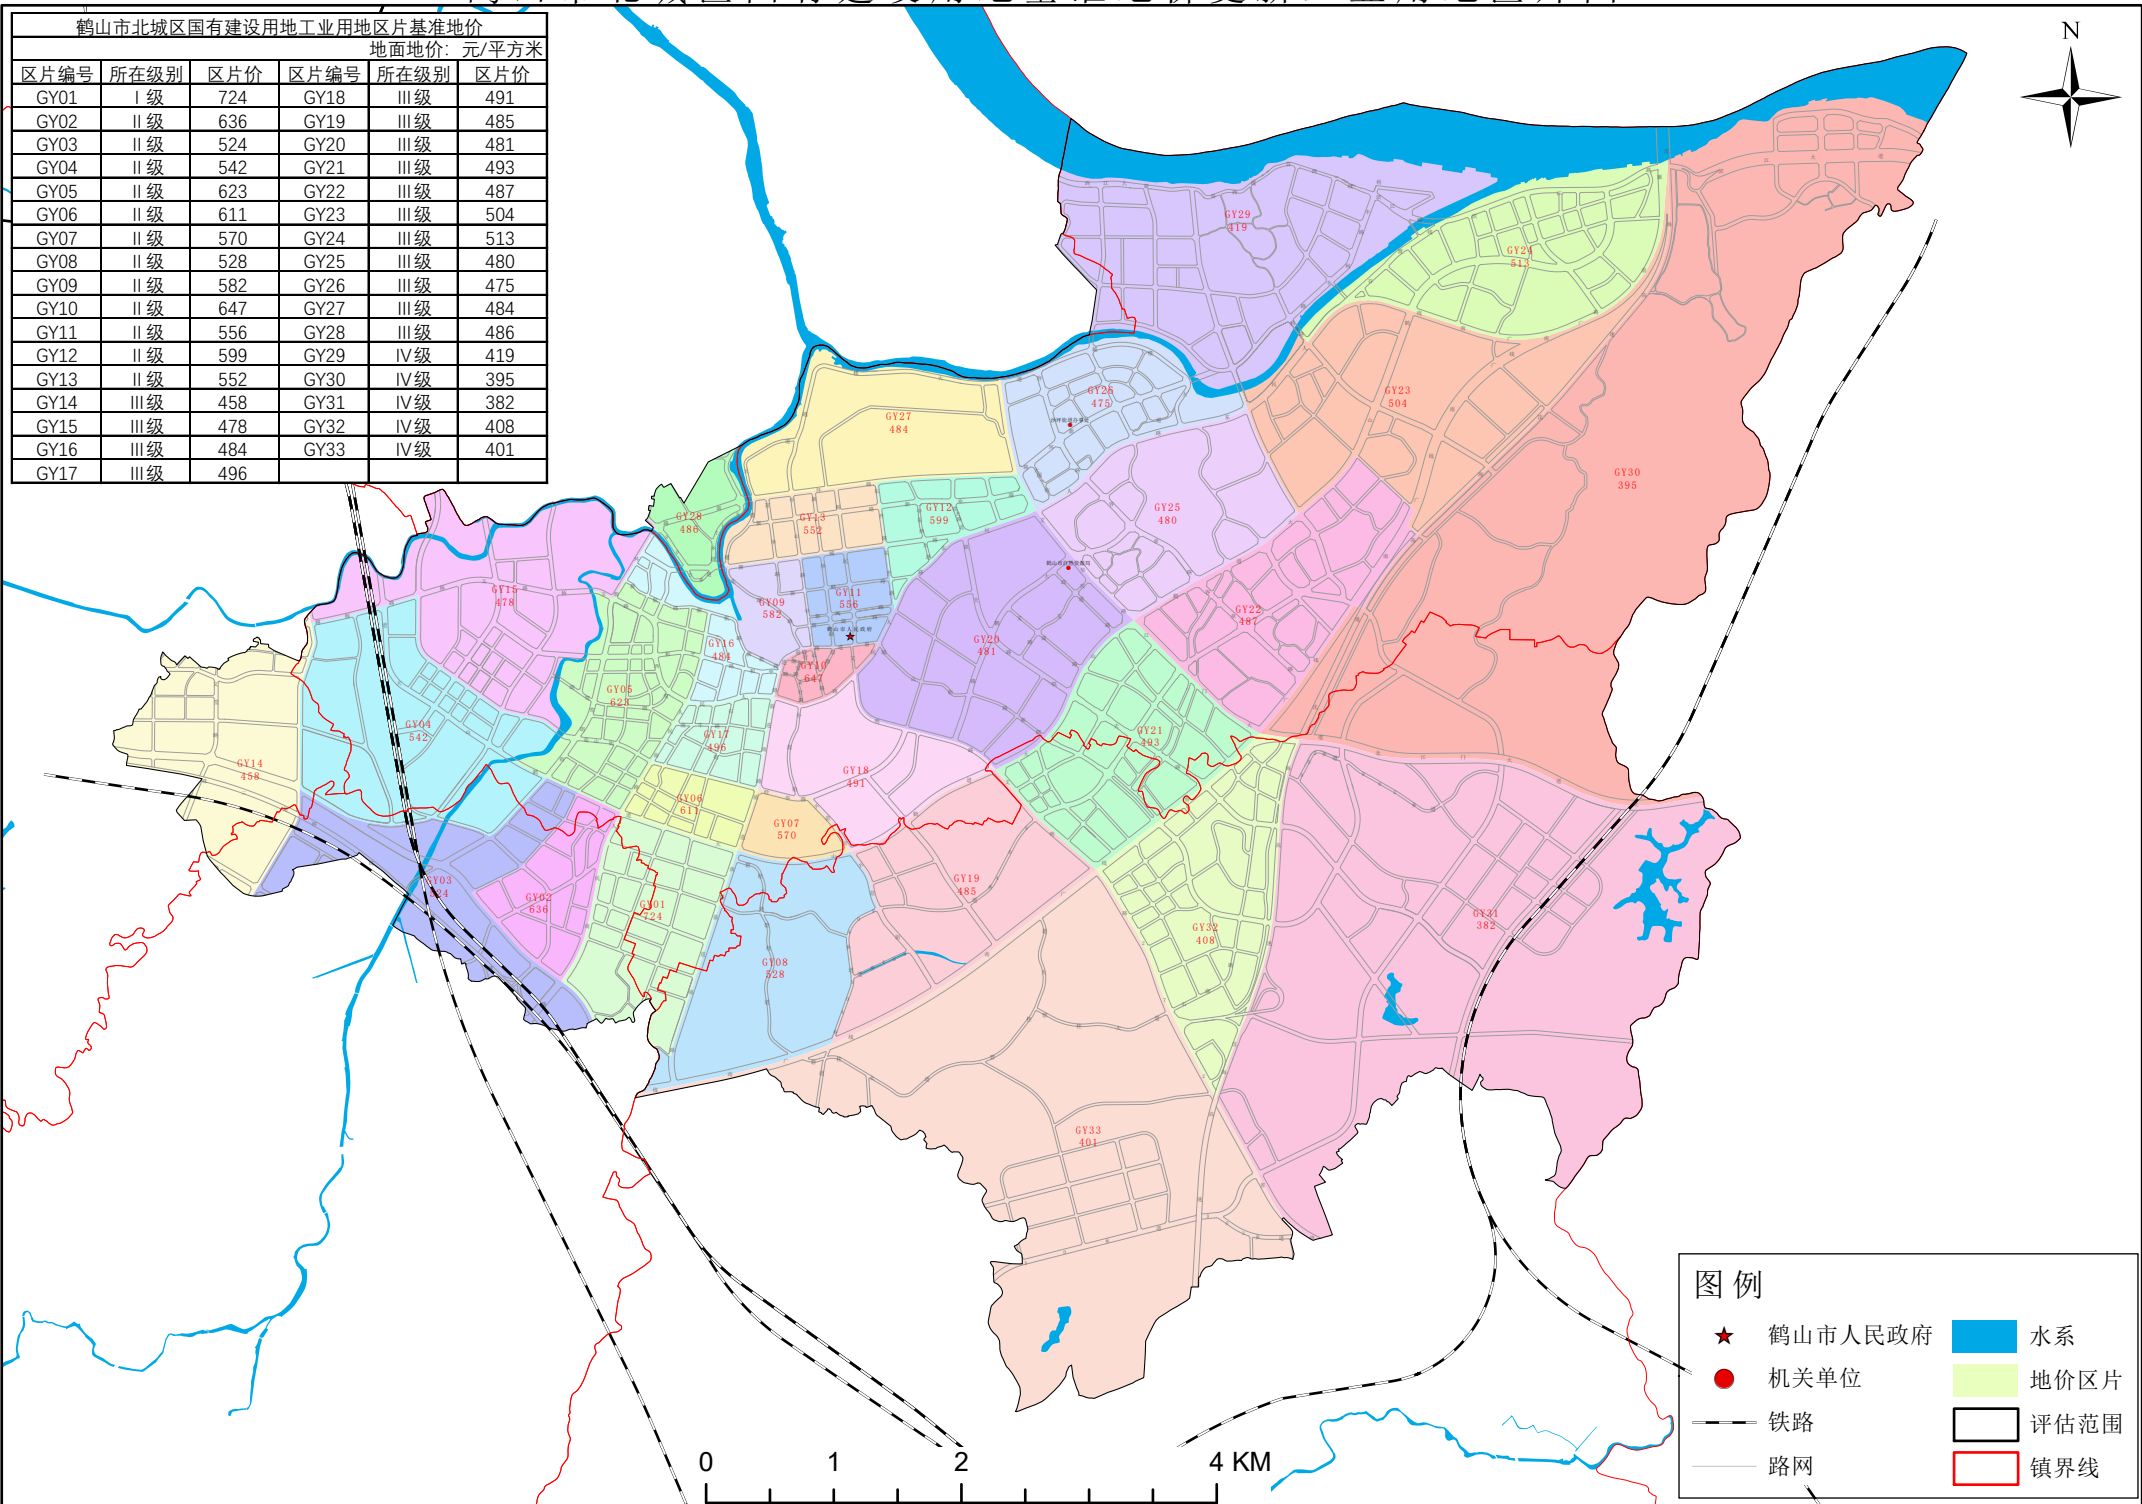 鹤山市北城区国有建设用地工业用地区片基准地价
地面地价：元/平方米
区片编号 所在级别 区片价 区片编号 所在级别 区片价
GY01 Ⅰ级 724 GY18 Ⅲ级 491
GY02 Ⅱ级 636 GY19 Ⅲ级 485
GY03 Ⅱ级 524 GY20 Ⅲ级 481
GY04 Ⅱ级 542 GY21 Ⅲ级 493
GY05 Ⅱ级 623 GY22 Ⅲ级 487
GY06 Ⅱ级 611 GY23 Ⅲ级 504
GY07 Ⅱ级 570 GY24 Ⅲ级 513
GY08 Ⅱ级 528 GY25 Ⅲ级 480
GY09 Ⅱ级 582 GY26 Ⅲ级 475
GY10 Ⅱ级 647 GY27 Ⅲ级 484
GY11 Ⅱ级 556 GY28 Ⅲ级 486
GY12 Ⅱ级 599 GY29 Ⅳ级 419
GY13 Ⅱ级 552 GY30 Ⅳ级 395
GY14 Ⅲ级 458 GY31 Ⅳ级 382
GY15 Ⅲ级 478 GY32 Ⅳ级 408
GY16 Ⅲ级 484 GY33 Ⅳ级 401
GY17 Ⅲ级 496
N
GY29
419
GY24
513
GY26
475
GY23
504
GY27
484
GY30
395
GY28
486
GY13
552
GY12
599
GY25
480
GY15
478
GY09
582
GY11
556
鹤山市人民政府
GY22
487
GY20
481
GY16
484
GY10
647
GY05
623
GY04
542
GY17
496
GY21
493
GY14
458
GY18
491
GY06
611
GY07
570
GY03
524
GY02
636
GY01
724
GY19
485
GY31
382
GY32
408
GY08
528
GY33
401
图例
鹤山市人民政府
水系
机关单位
地价区片
铁路
评估范围
路网
镇界线
0 1 2 4 KM